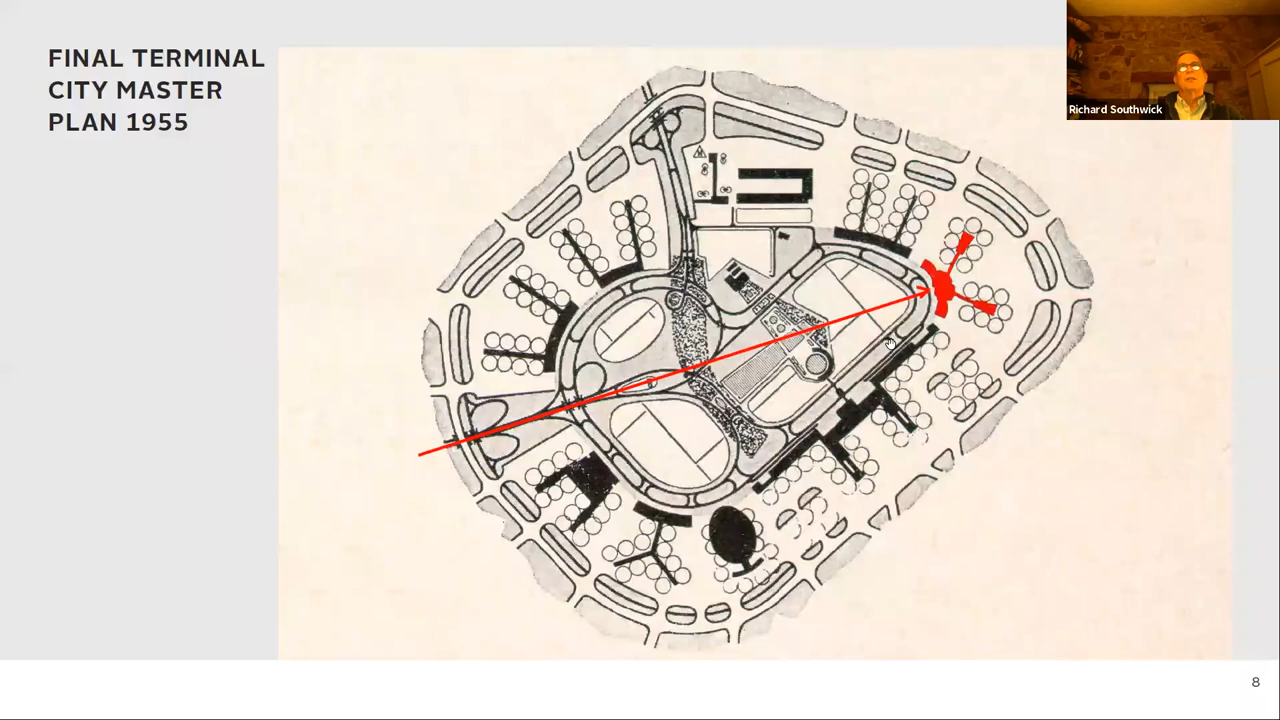 FINAL TERMINAL
CITY MASTER
PLAN 1955
Richard Southwick
8